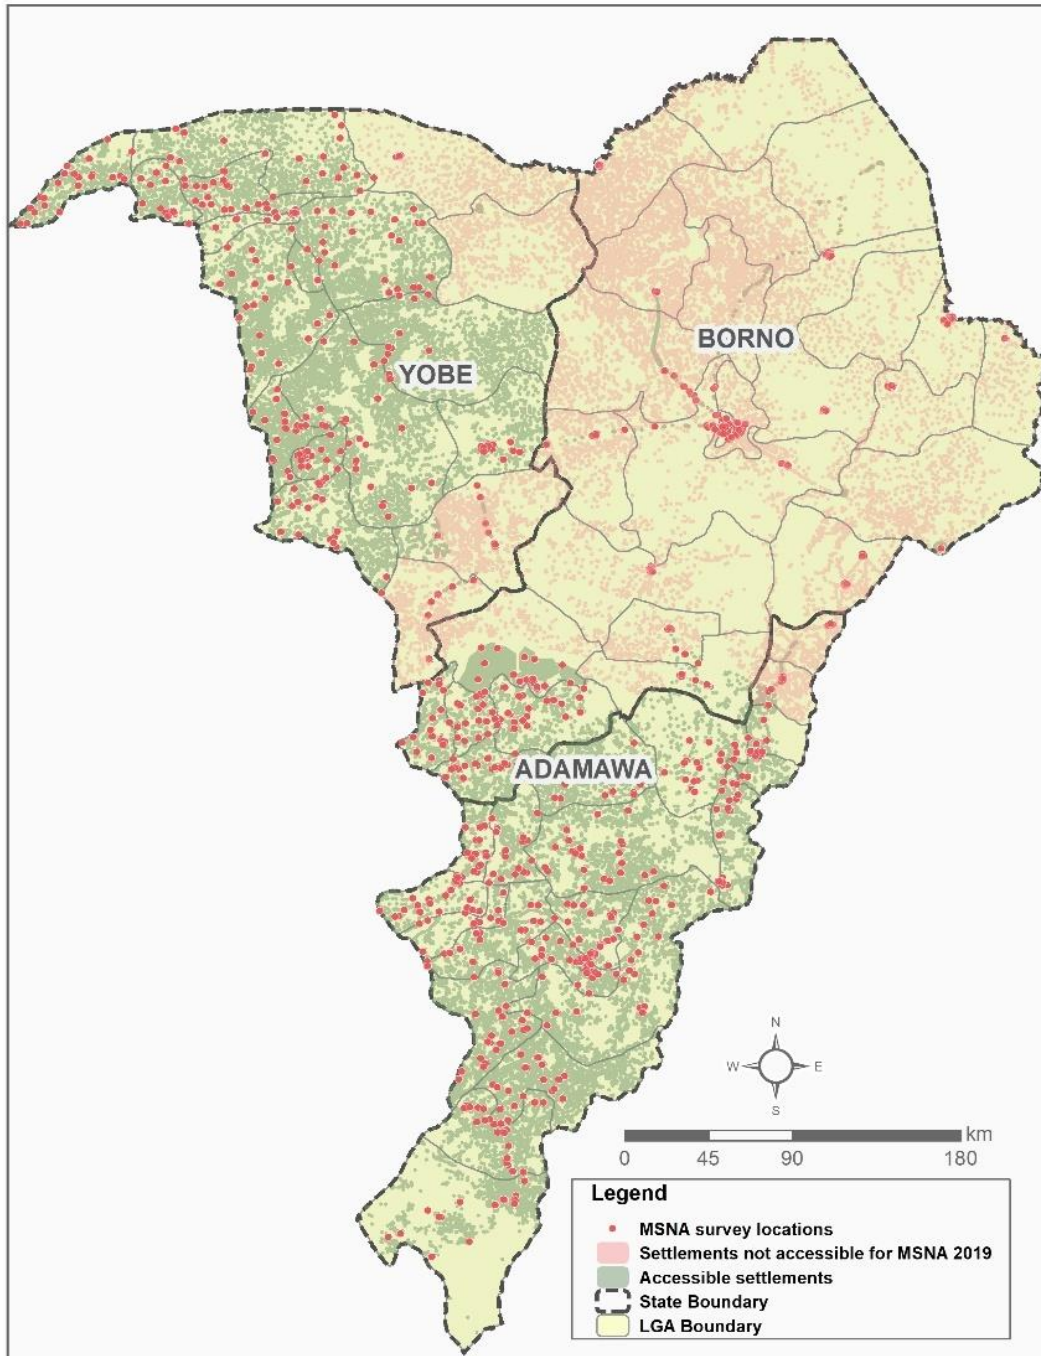 BORNO
YOBE
ADAMAWA
N
W E
S
km
0 45 90 180
Legend
MSNA survey locations
Settlements not accessible for MSNA 2019
Accessible settlements
State Boundary
LGA Boundary